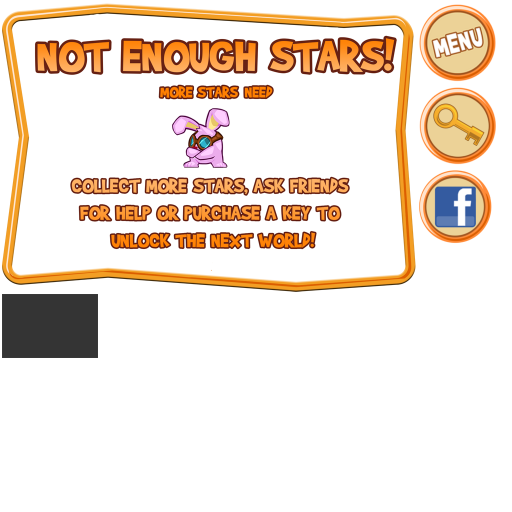 NOT ENOUGH STARS!
MORE STARS NEED
COLLECT MORE STARS, ASK FRIENDS
FOR HELP OR PURCHASE A KEY TO
UNLOCK THE NEXT WORLD!
MENU
f